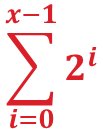 x−1
∑ 2^i
i=0